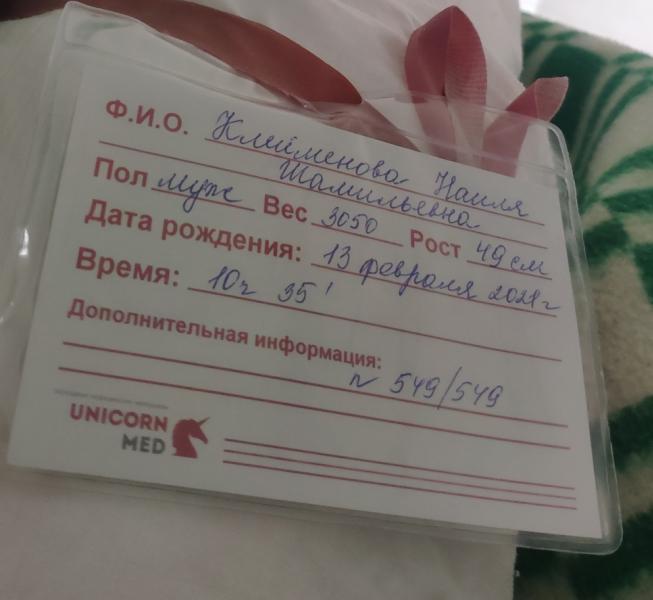 Ф.И.О. Клейменова Наиля
Шамильевна
Пол муж Вес 3050 Рост 49 см
Дата рождения: 13 февраля 2021 г
Время: 10ч 35'
Дополнительная информация:
N 549/549
UNICORN
MED